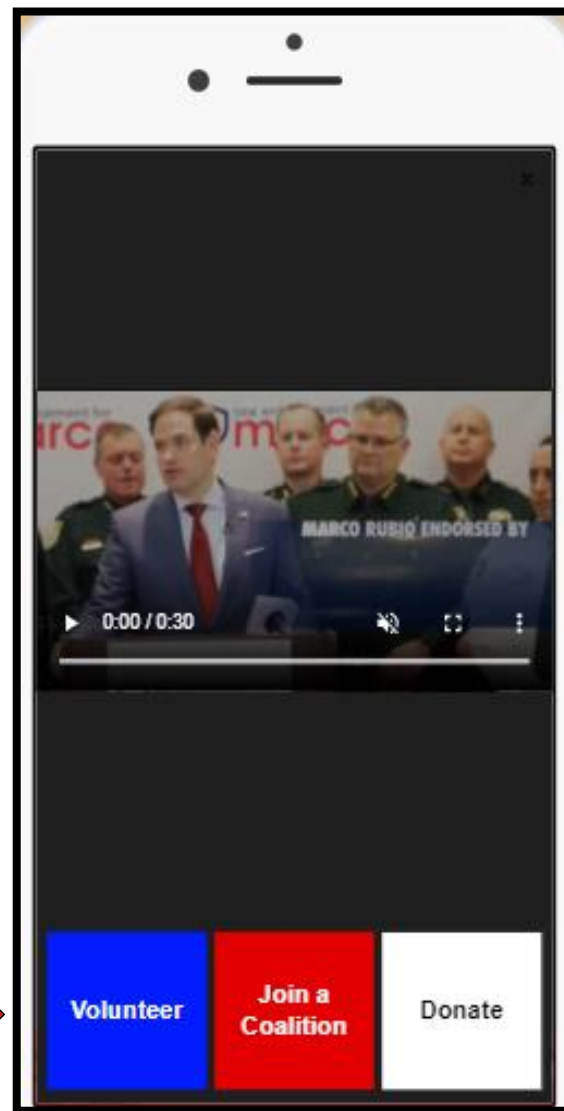 MARCO RUBIO ENDORSED BY
0:00 / 0:30
Volunteer
Join a
Coalition
Donate